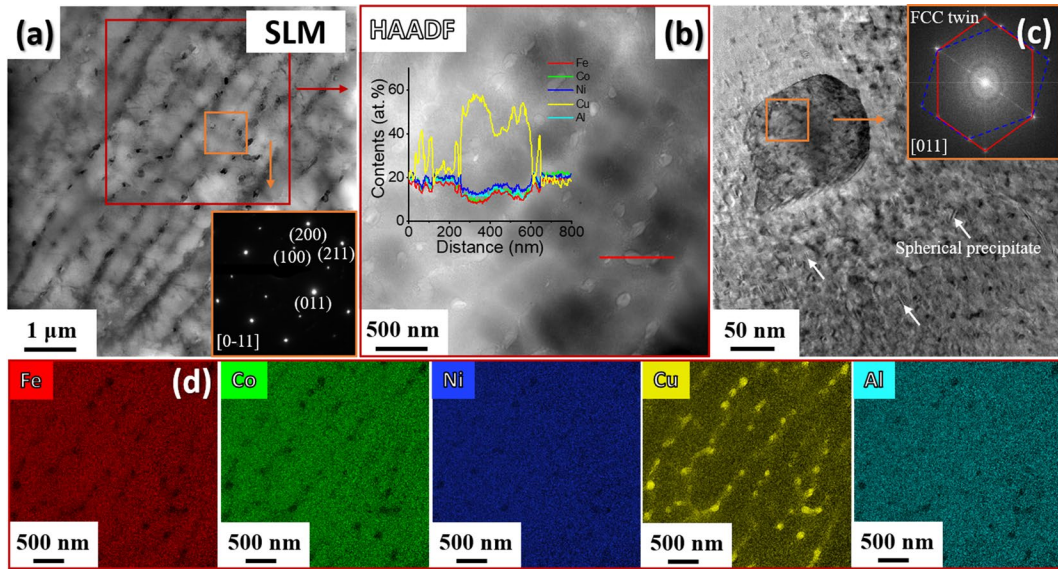 (a)
SLM
(200)
(100)
(211)
(011)
[0-11]
1 μm
HAADF
(b)
Fe
Co
Ni
Cu
Al
Contents (at.%)
60
40
20
0
0 200 400 600 800
Distance (nm)
500 nm
FCC twin
(c)
[011]
Spherical precipitate
50 nm
Fe
(d)
Co
Ni
Cu
Al
500 nm
500 nm
500 nm
500 nm
500 nm